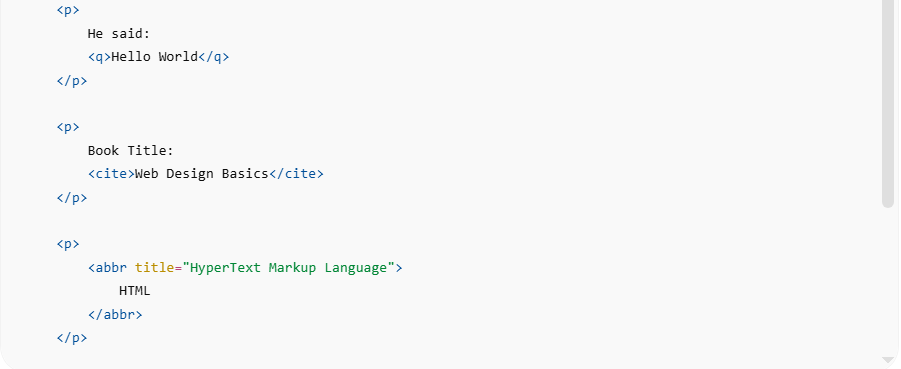 <p>
He said:
<q>Hello World</q>
</p>
<p>
Book Title:
<cite>Web Design Basics</cite>
</p>
<p>
<abbr title="HyperText Markup Language">
HTML
</abbr>
</p>